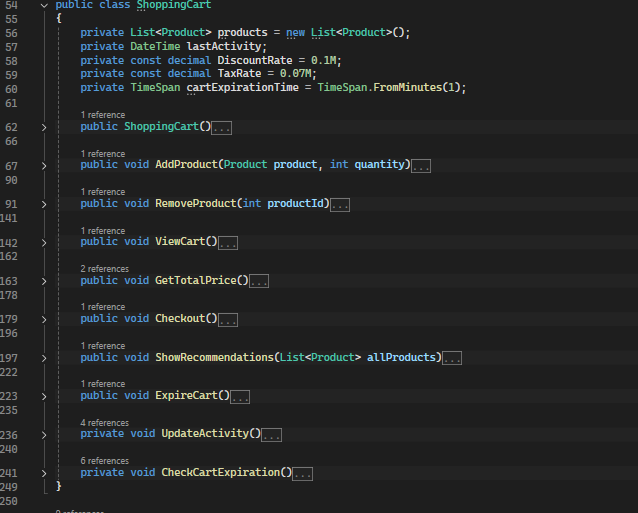 54 public class ShoppingCart
55 {
56 private List<Product> products = new List<Product>();
57 private DateTime lastActivity;
58 private const decimal DiscountRate = 0.1M;
59 private const decimal TaxRate = 0.07M;
60 private TimeSpan cartExpirationTime = TimeSpan.FromMinutes(1);
61
1 reference
62 public ShoppingCart()...
66
1 reference
67 public void AddProduct(Product product, int quantity)...
90
1 reference
91 public void RemoveProduct(int productId)...
141
1 reference
142 public void ViewCart()...
162
2 references
163 public void GetTotalPrice()...
178
1 reference
179 public void Checkout()...
196
1 reference
197 public void ShowRecommendations(List<Product> allProducts)...
222
1 reference
223 public void ExpireCart()...
235
4 references
236 private void UpdateActivity()...
240
6 references
241 private void CheckCartExpiration()...
249 }
250